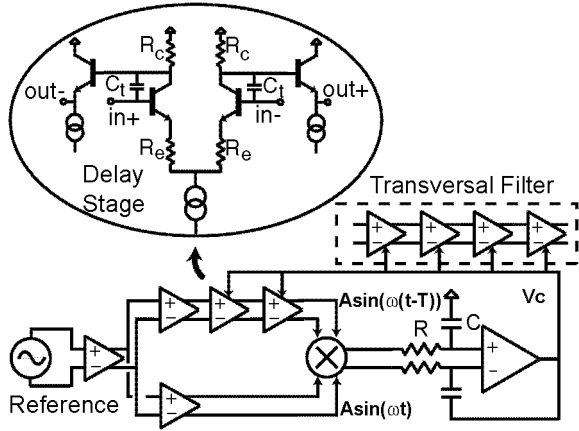 Rc
Rc
Ct
Ct
out-
in+
in-
out+
Re
Re
Delay
Stage
Transversal Filter
+ − + − + − + −
Asin(ω(t-T))
Vc
+ − + − + −
R
C
+ −
+ −
Reference
+ −
Asin(ωt)